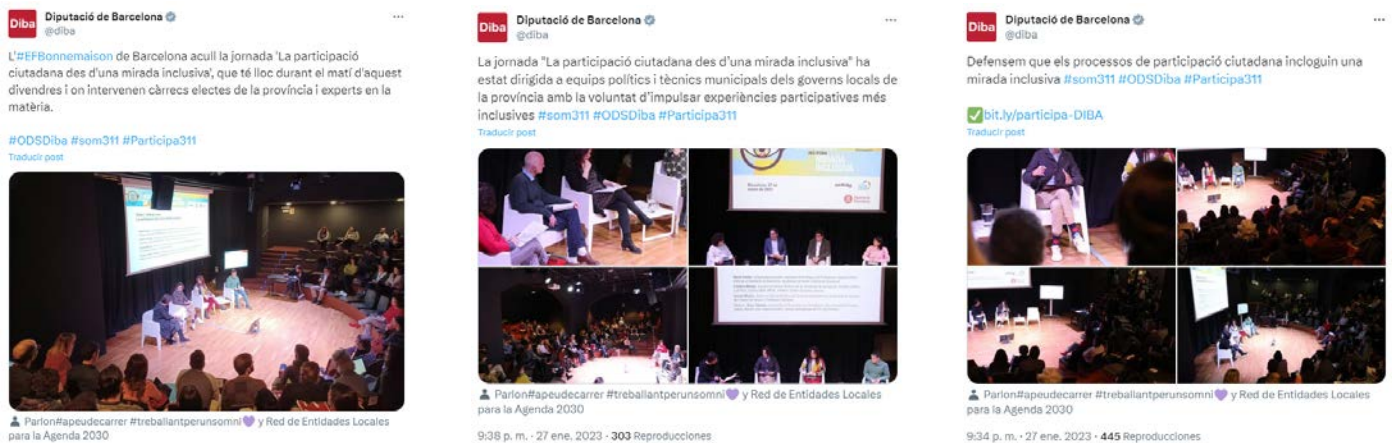 Diba
Diputació de Barcelona
@diba
L'#EFBonnemaison de Barcelona acull la jornada 'La participació
ciutadana des d'una mirada inclusiva', que té lloc durant el matí d'aquest
divendres i on intervenen càrrecs electes de la província i experts en la
matèria.
#ODSDiba #som311 #Participa311
Traducir post
Parlon#apeudecarrer #treballantperunsomni💜 y Red de Entidades Locales
para la Agenda 2030
Diba
Diputació de Barcelona
@diba
La jornada "La participació ciutadana des d'una mirada inclusiva" ha
estat dirigida a equips polítics i tècnics municipals dels governs locals de
la província amb la voluntat d'impulsar experiències participatives més
inclusives #som311 #ODSDiba #Participa311
Traducir post
Parlon#apeudecarrer #treballantperunsomni💜 y Red de Entidades Locales
para la Agenda 2030
9:38 p. m. · 27 ene. 2023 · 303 Reproducciones
Diba
Diputació de Barcelona
@diba
Defensem que els processos de participació ciutadana incloguin una
mirada inclusiva #som311 #ODSDiba #Participa311
✅bit.ly/participa-DIBA
Traducir post
Parlon#apeudecarrer #treballantperunsomni💜 y Red de Entidades Locales
para la Agenda 2030
9:34 p. m. · 27 ene. 2023 · 445 Reproducciones